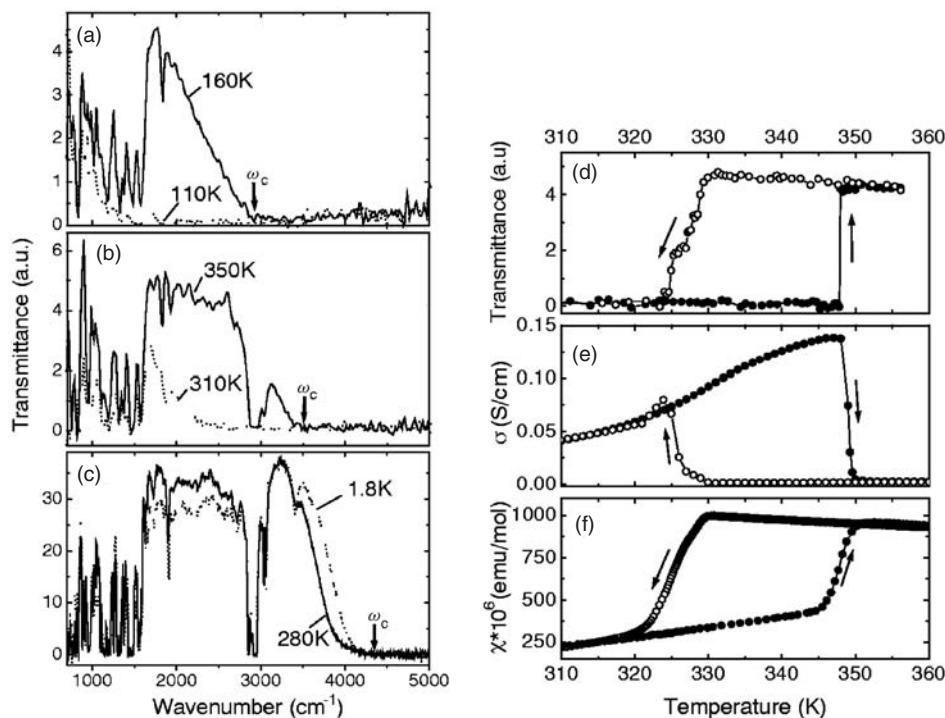 (a)
4
3
2
1
0
160K
110K
ωc
(b)
6
4
2
0
350K
310K
ωc
(c)
30
20
10
0
1.8K
280K
ωc
Transmittance (a.u.)
1000 2000 3000 4000 5000
Wavenumber (cm⁻¹)
310 320 330 340 350 360
(d)
4
2
0
Transmittance (a.u)
(e)
0.15
0.10
0.05
0.00
σ (S/cm)
(f)
1000
750
500
250
χ*10⁶ (emu/mol)
310 320 330 340 350 360
Temperature (K)